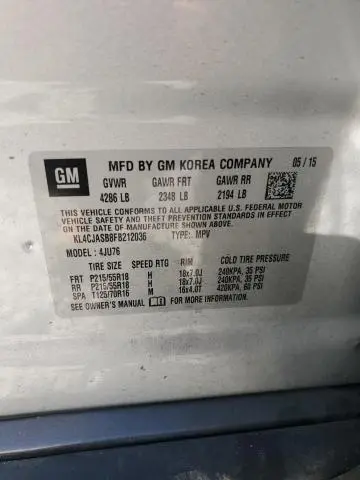 GM
MFD BY GM KOREA COMPANY 05/15
GVWR GAWR FRT GAWR RR
4286 LB 2348 LB 2194 LB
THIS VEHICLE CONFORMS TO ALL APPLICABLE U.S. FEDERAL MOTOR
VEHICLE SAFETY AND THEFT PREVENTION STANDARDS IN
EFFECT ON THE DATE OF MANUFACTURE SHOWN ABOVE.
KL4CJASB8FB212036 TYPE: MPV
MODEL: 4JU76
TIRE SIZE SPEED RTG RIM COLD TIRE PRESSURE
FRT P215/55R18 H 18x7.0J 240KPA, 35 PSI
RR P215/55R18 H 18x7.0J 240KPA, 35 PSI
SPA T125/70R16 M 16x4.0T 420KPA, 60 PSI
SEE OWNER'S MANUAL FOR ADDITIONAL INFORMATION.